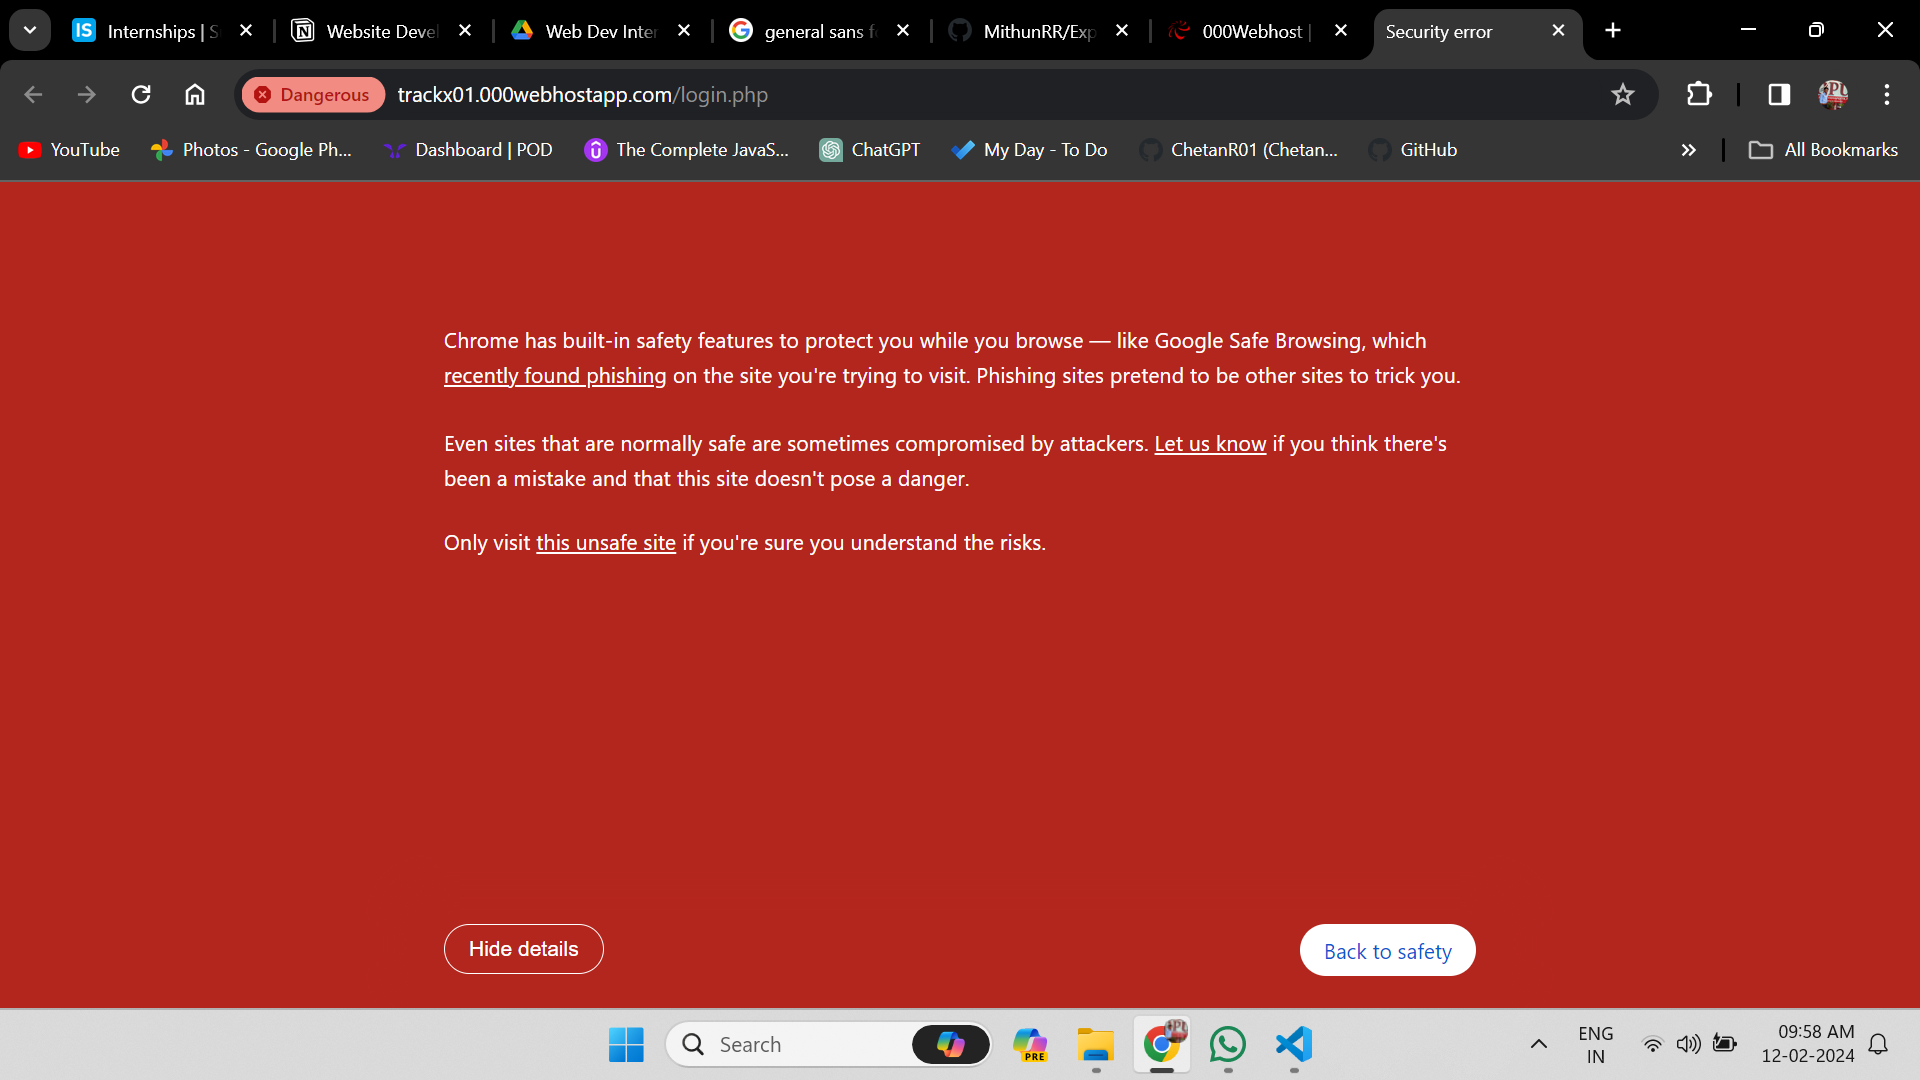 Internships | S
Website Devel
Web Dev Inter
general sans f
MithunRR/Exp
000Webhost |
Security error
Dangerous
trackx01.000webhostapp.com/login.php
YouTube
Photos - Google Ph...
Dashboard | POD
The Complete JavaS...
ChatGPT
My Day - To Do
ChetanR01 (Chetan...
GitHub
All Bookmarks
Chrome has built-in safety features to protect you while you browse — like Google Safe Browsing, which
recently found phishing on the site you're trying to visit. Phishing sites pretend to be other sites to trick you.
Even sites that are normally safe are sometimes compromised by attackers. Let us know if you think there's
been a mistake and that this site doesn't pose a danger.
Only visit this unsafe site if you're sure you understand the risks.
Hide details
Back to safety
Search
PRE
ENG
IN
09:58 AM
12-02-2024